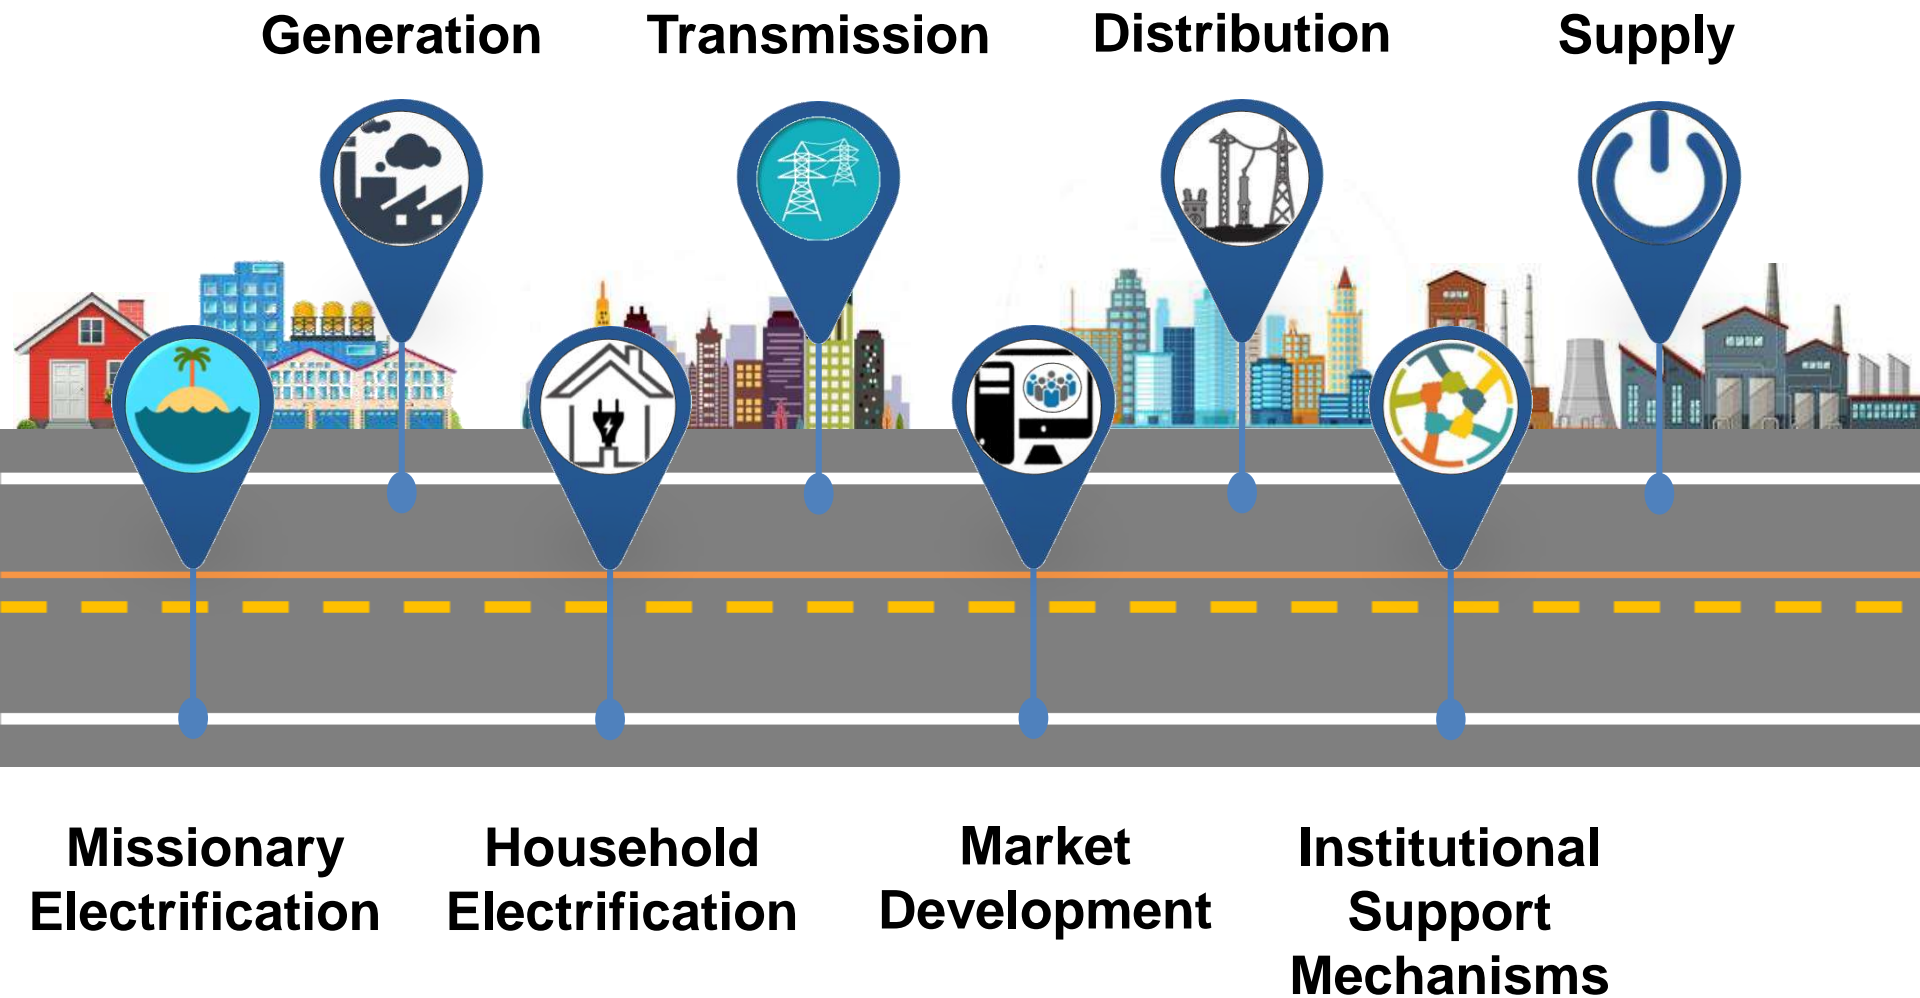 Generation
Transmission
Distribution
Supply
Missionary
Electrification
Household
Electrification
Market
Development
Institutional
Support
Mechanisms